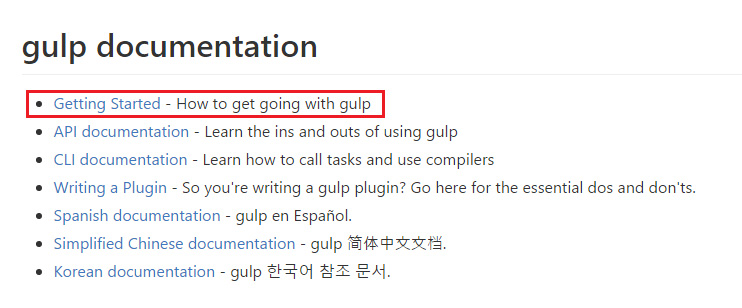 gulp documentation
Getting Started - How to get going with gulp
API documentation - Learn the ins and outs of using gulp
CLI documentation - Learn how to call tasks and use compilers
Writing a Plugin - So you're writing a gulp plugin? Go here for the essential dos and don'ts.
Spanish documentation - gulp en Español.
Simplified Chinese documentation - gulp 简体中文文档.
Korean documentation - gulp 한국어 참조 문서.